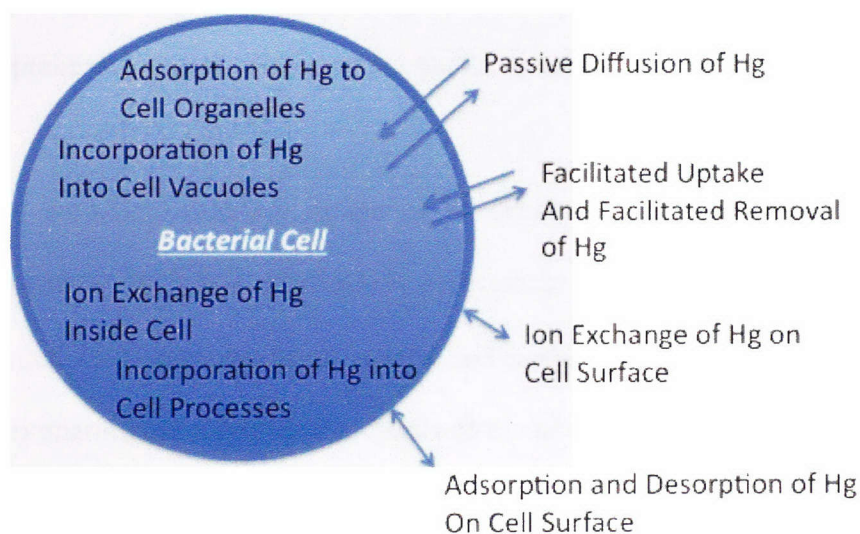 Adsorption of Hg to
Cell Organelles
Incorporation of Hg
Into Cell Vacuoles
Bacterial Cell
Ion Exchange of Hg
Inside Cell
Incorporation of Hg into
Cell Processes
Passive Diffusion of Hg
Facilitated Uptake
And Facilitated Removal
of Hg
Ion Exchange of Hg on
Cell Surface
Adsorption and Desorption of Hg
On Cell Surface